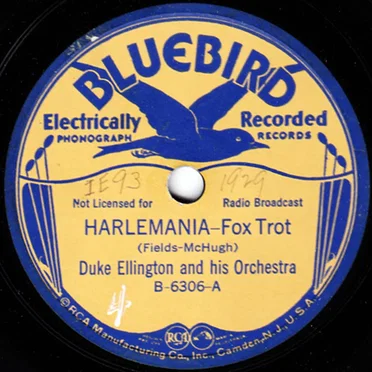 BLUEBIRD
Electrically Recorded
PHONOGRAPH RECORDS
IE93 1929
Not Licensed for Radio Broadcast
HARLEMANIA—Fox Trot
(Fields-McHugh)
Duke Ellington and his Orchestra
B-6306-A
RCA
©RCA Manufacturing Co., Inc., Camden, N.J., U.S.A.